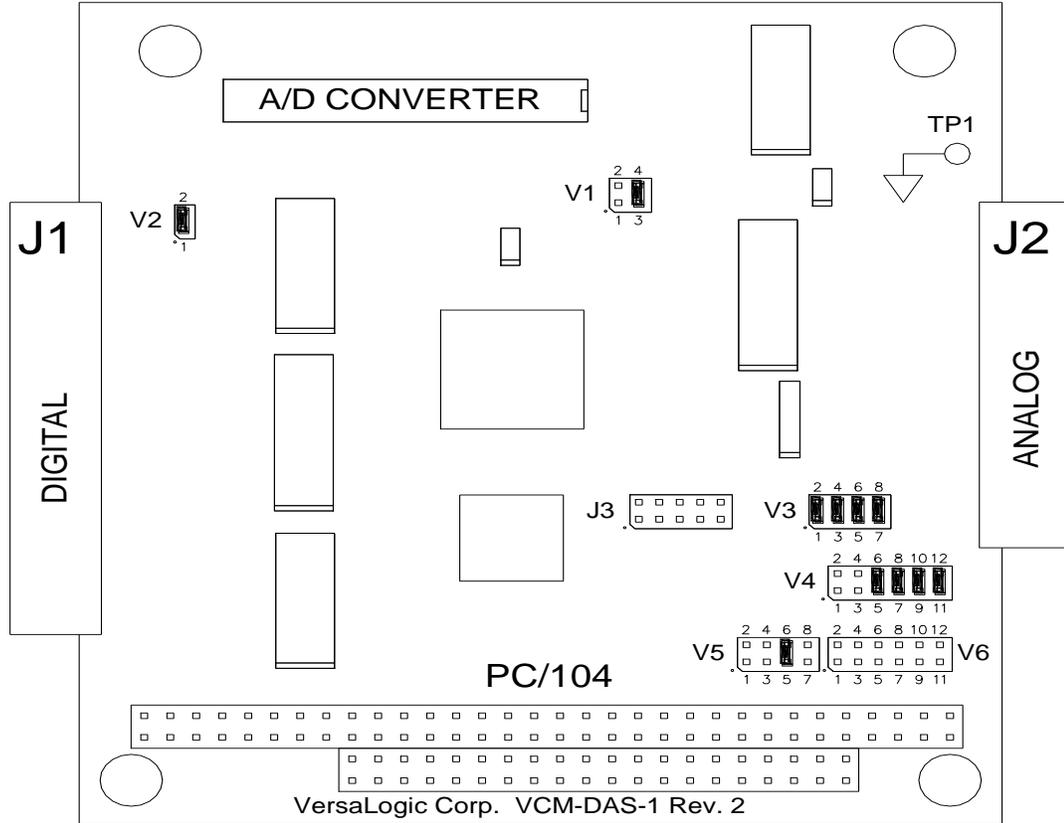 A/D CONVERTER
TP1
2 4
V1
1 3
2
V2
1
J1
DIGITAL
J2
ANALOG
J3
2 4 6 8
V3
1 3 5 7
2 4 6 8 10 12
V4
1 3 5 7 9 11
2 4 6 8
V5
1 3 5 7
2 4 6 8 10 12
V6
1 3 5 7 9 11
PC/104
VersaLogic Corp. VCM-DAS-1 Rev. 2